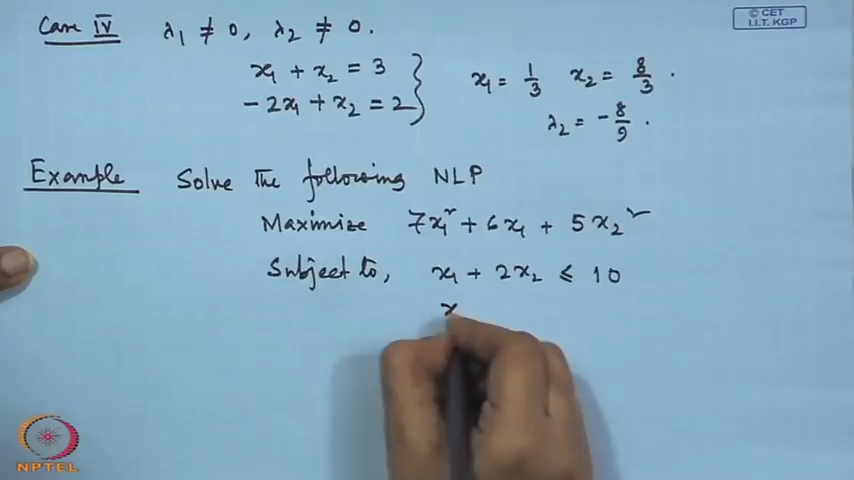 © CET
I.I.T. KGP
Case IV λ₁ ≠ 0, λ₂ ≠ 0.
x₁ + x₂ = 3
-2x₁ + x₂ = 2
x₁ = 1/3 x₂ = 8/3 .
λ₂ = - 8/9 .
Example Solve the following NLP
Maximize 7x₁² + 6x₁ + 5x₂²
Subject to, x₁ + 2x₂ ≤ 10
x
NPTEL